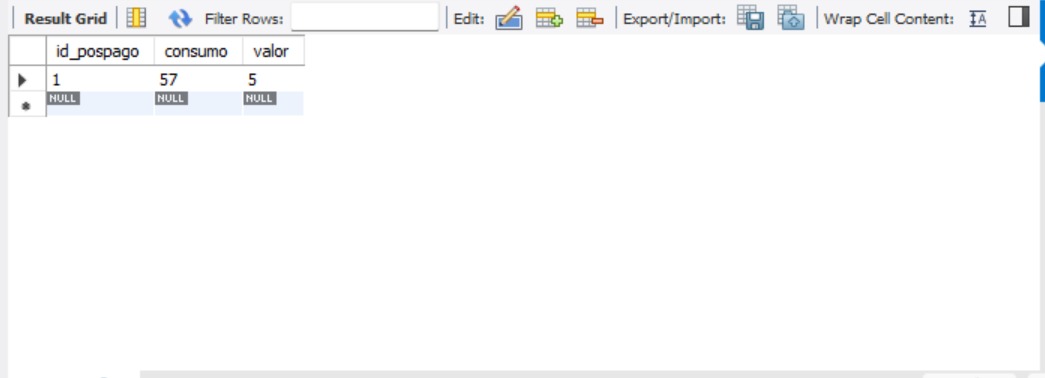 Result Grid Filter Rows: Edit: Export/Import: Wrap Cell Content: IA
id_pospago consumo valor
1 57 5
NULL NULL NULL